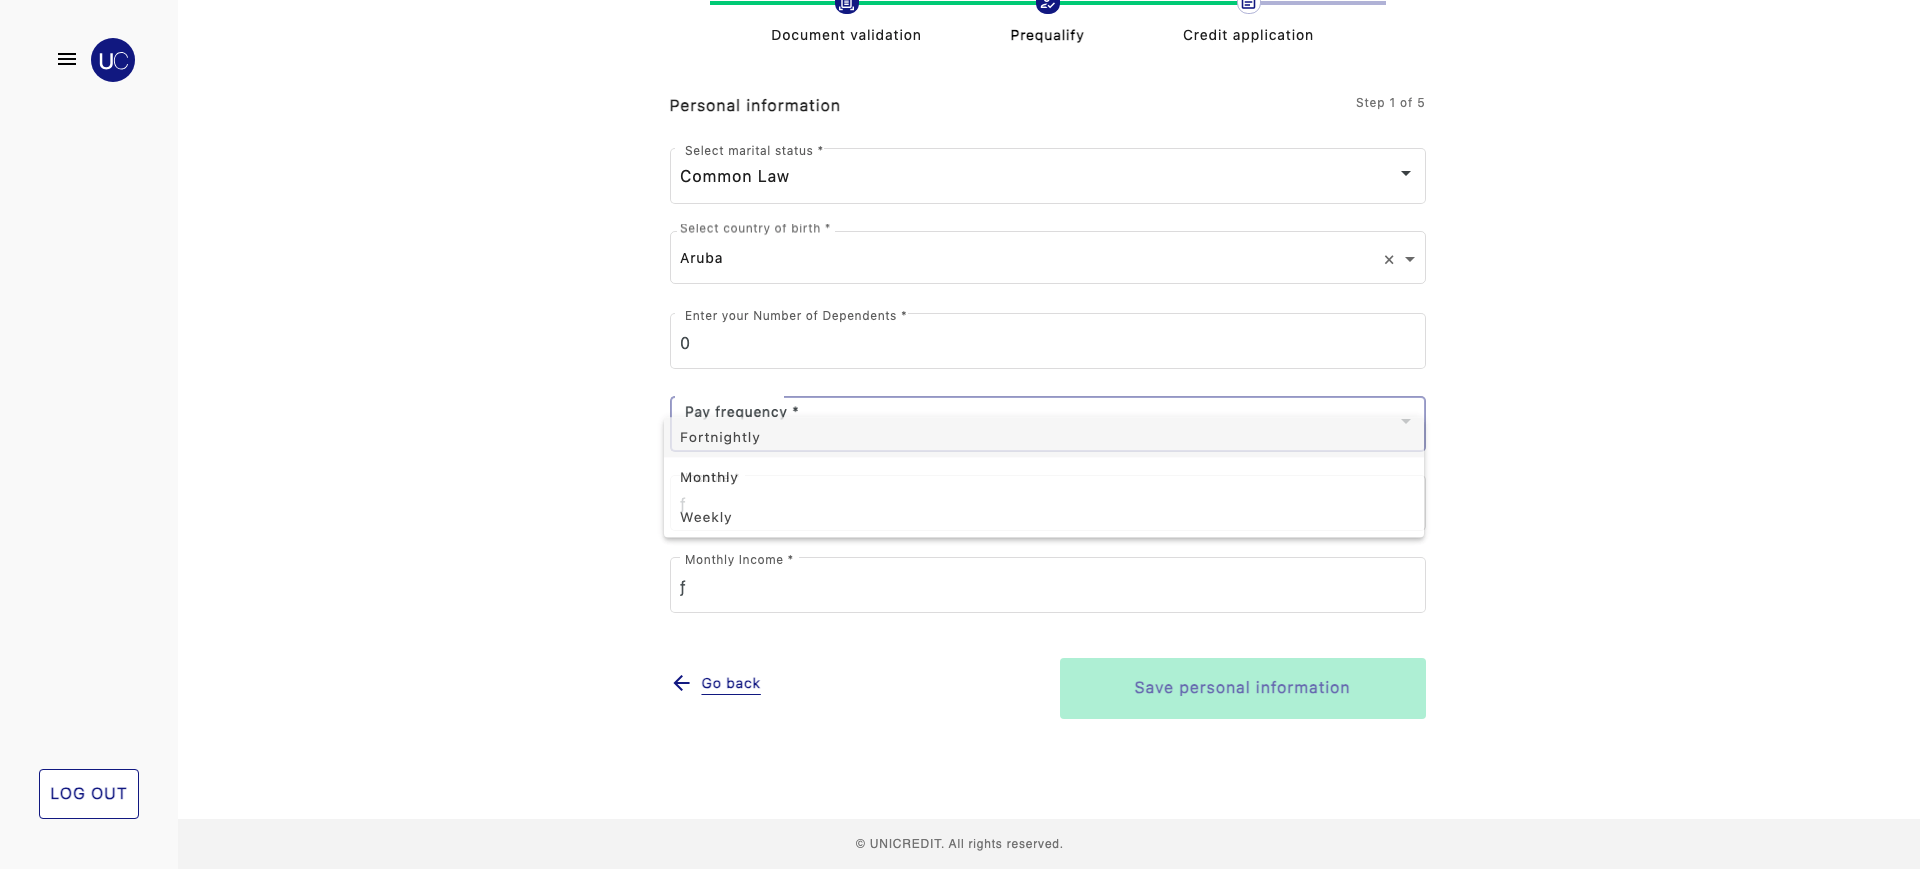 UC
Document validation
Prequalify
Credit application
Personal information
Step 1 of 5
Select marital status *
Common Law
Select country of birth *
Aruba
Enter your Number of Dependents *
0
Pay frequency *
Fortnightly
Monthly
ƒ
Weekly
Monthly Income *
ƒ
Go back
Save personal information
LOG OUT
© UNICREDIT. All rights reserved.